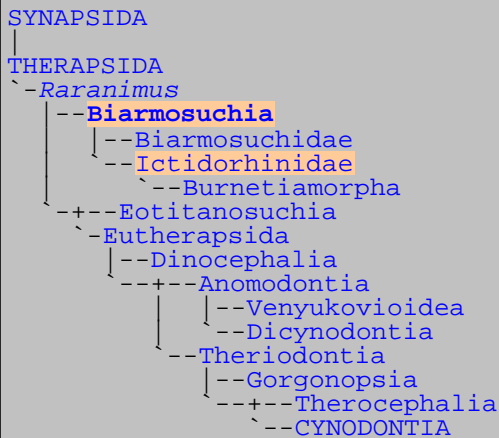 SYNAPSIDA
|
THERAPSIDA
`-Raranimus
   |--Biarmosuchia
   |  |--Biarmosuchidae
   |  `--Ictidorhinidae
   |     `--Burnetiamorpha
   `-+--Eotitanosuchia
     `-Eutherapsida
       |--Dinocephalia
       `--+--Anomodontia
          |  |--Venyukovioidea
          |  `--Dicynodontia
          `--Theriodontia
             |--Gorgonopsia
             `--+--Therocephalia
                `--CYNODONTIA